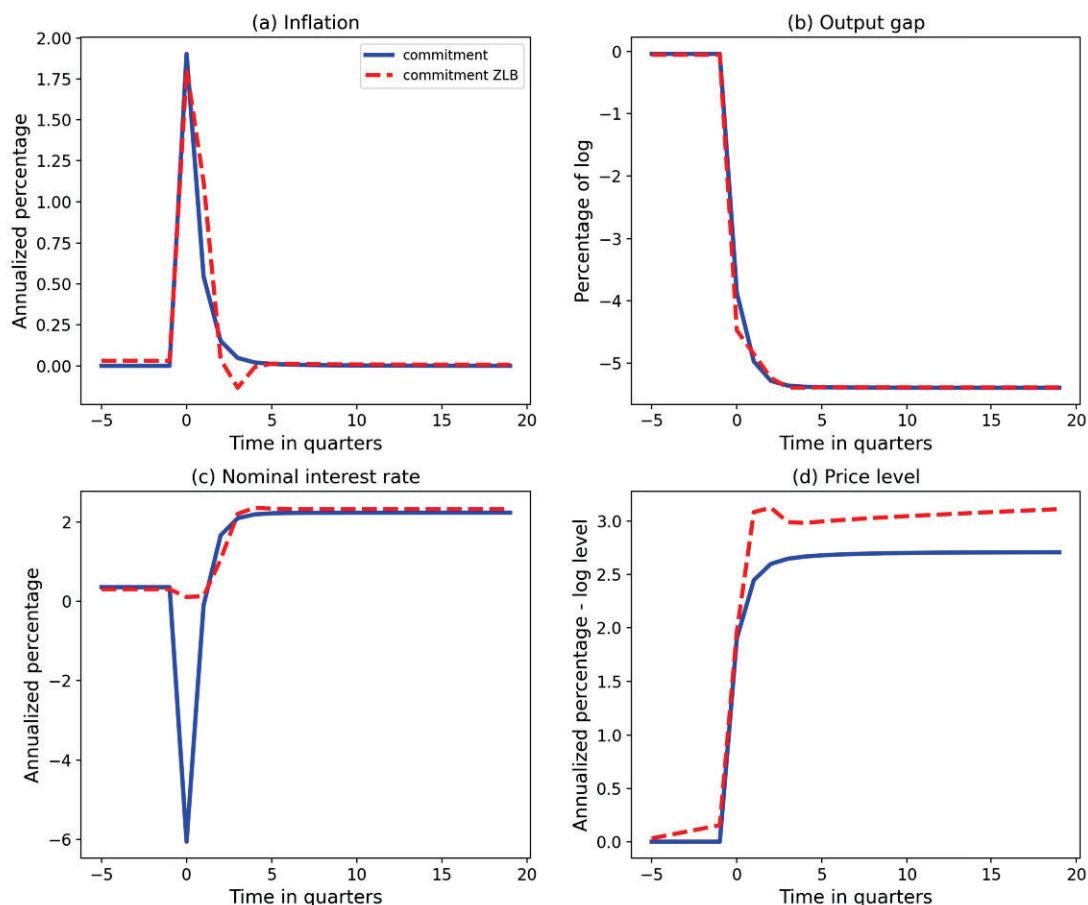 (a) Inflation
Annualized percentage
2.00
1.75
1.50
1.25
1.00
0.75
0.50
0.25
0.00
commitment
commitment ZLB
−5 0 5 10 15 20
Time in quarters
(b) Output gap
Percentage of log
0
−1
−2
−3
−4
−5
−5 0 5 10 15 20
Time in quarters
(c) Nominal interest rate
Annualized percentage
2
0
−2
−4
−6
−5 0 5 10 15 20
Time in quarters
(d) Price level
Annualized percentage - log level
3.0
2.5
2.0
1.5
1.0
0.5
0.0
−5 0 5 10 15 20
Time in quarters